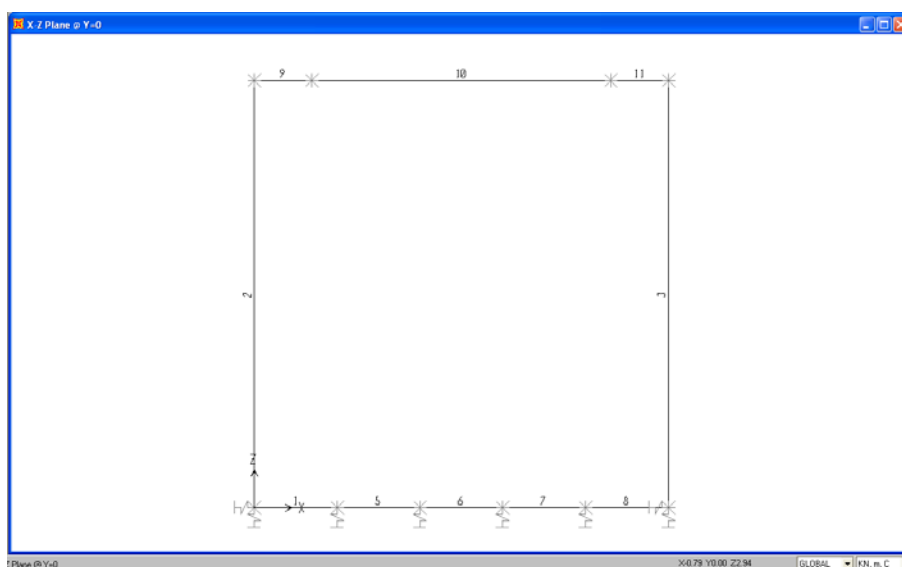 X-Z Plane @ Y=0
9 10 11
2 3
Z
1 X 5 6 7 8
Z Plane @ Y=0 X-0.79 Y0.00 Z2.94 GLOBAL KN, m, C